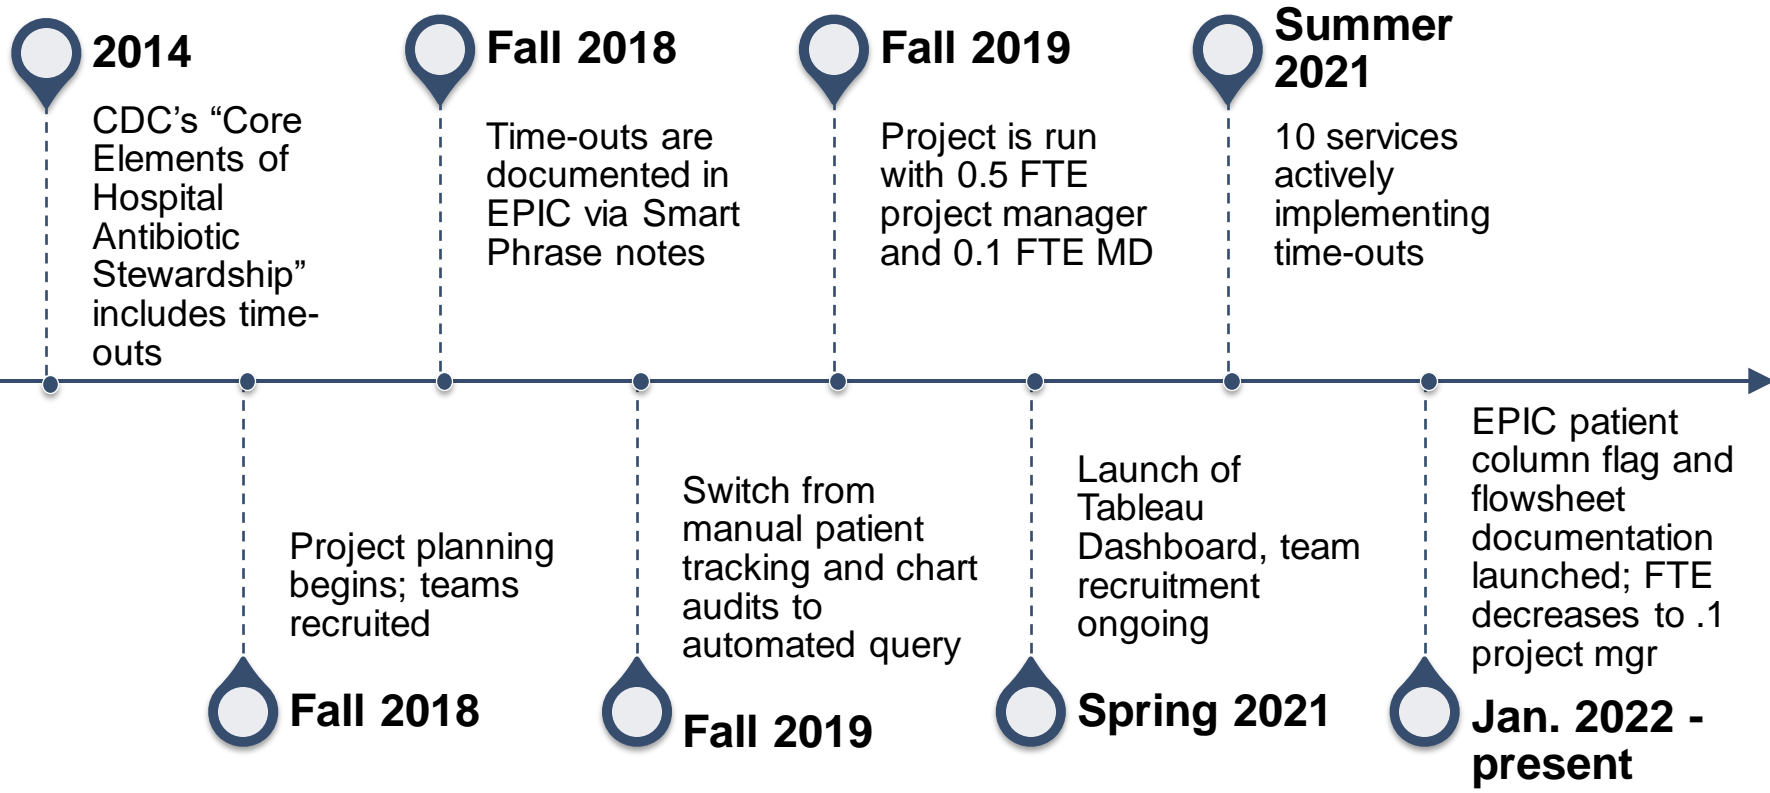 2014
CDC’s “Core
Elements of
Hospital
Antibiotic
Stewardship”
includes time-
outs
Fall 2018
Time-outs are
documented in
EPIC via Smart
Phrase notes
Fall 2019
Project is run
with 0.5 FTE
project manager
and 0.1 FTE MD
Summer
2021
10 services
actively
implementing
time-outs
Project planning
begins; teams
recruited
Fall 2018
Switch from
manual patient
tracking and chart
audits to
automated query
Fall 2019
Launch of
Tableau
Dashboard, team
recruitment
ongoing
Spring 2021
EPIC patient
column flag and
flowsheet
documentation
launched; FTE
decreases to .1
project mgr
Jan. 2022 -
present